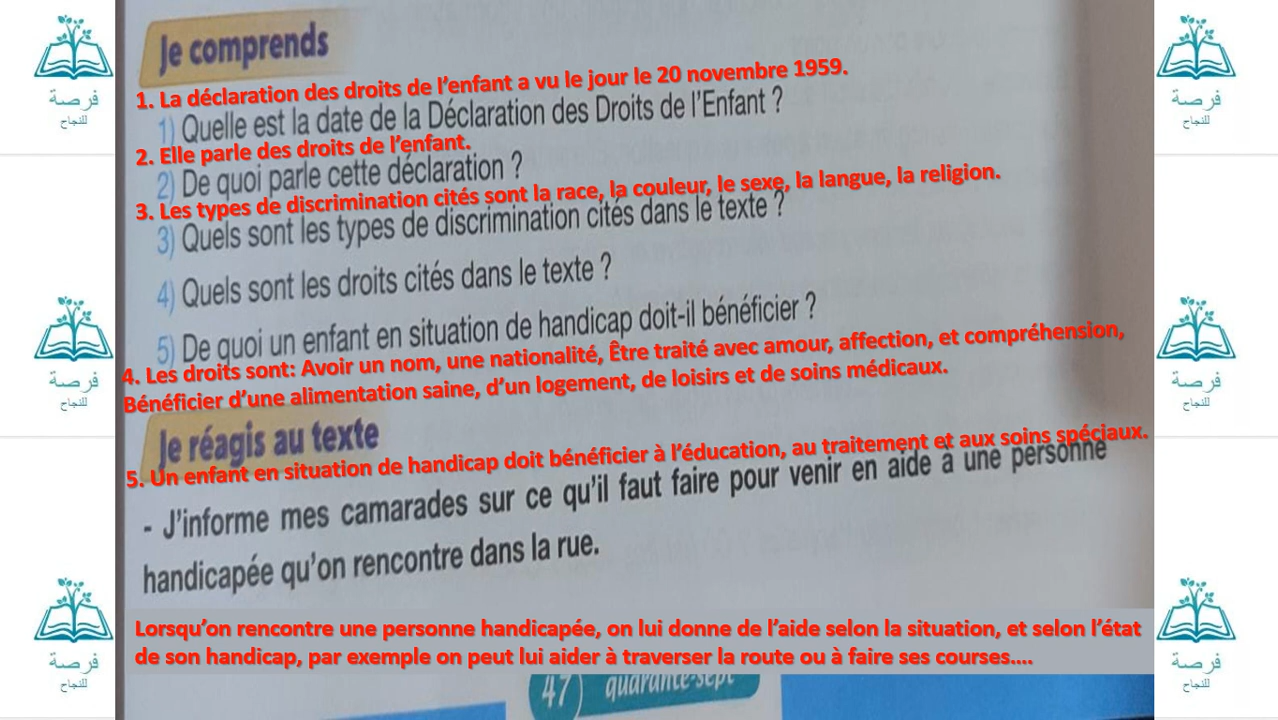 Je comprends
1. La déclaration des droits de l'enfant a vu le jour le 20 novembre 1959.
1) Quelle est la date de la Déclaration des Droits de l'Enfant ?
2. Elle parle des droits de l'enfant.
2) De quoi parle cette déclaration ?
3. Les types de discrimination cités sont la race, la couleur, le sexe, la langue, la religion.
3) Quels sont les types de discrimination cités dans le texte ?
4) Quels sont les droits cités dans le texte ?
5) De quoi un enfant en situation de handicap doit-il bénéficier ?
4. Les droits sont: Avoir un nom, une nationalité, Être traité avec amour, affection, et compréhension,
Bénéficier d'une alimentation saine, d'un logement, de loisirs et de soins médicaux.
Je réagis au texte
5. Un enfant en situation de handicap doit bénéficier à l'éducation, au traitement et aux soins spéciaux.
- J'informe mes camarades sur ce qu'il faut faire pour venir en aide à une personne
handicapée qu'on rencontre dans la rue.
Lorsqu'on rencontre une personne handicapée, on lui donne de l'aide selon la situation, et selon l'état
de son handicap, par exemple on peut lui aider à traverser la route ou à faire ses courses....
47 quarante-sept
فرصة
للنجاح
فرصة
للنجاح
فرصة
للنجاح
فرصة
للنجاح
فرصة
للنجاح
فرصة
للنجاح